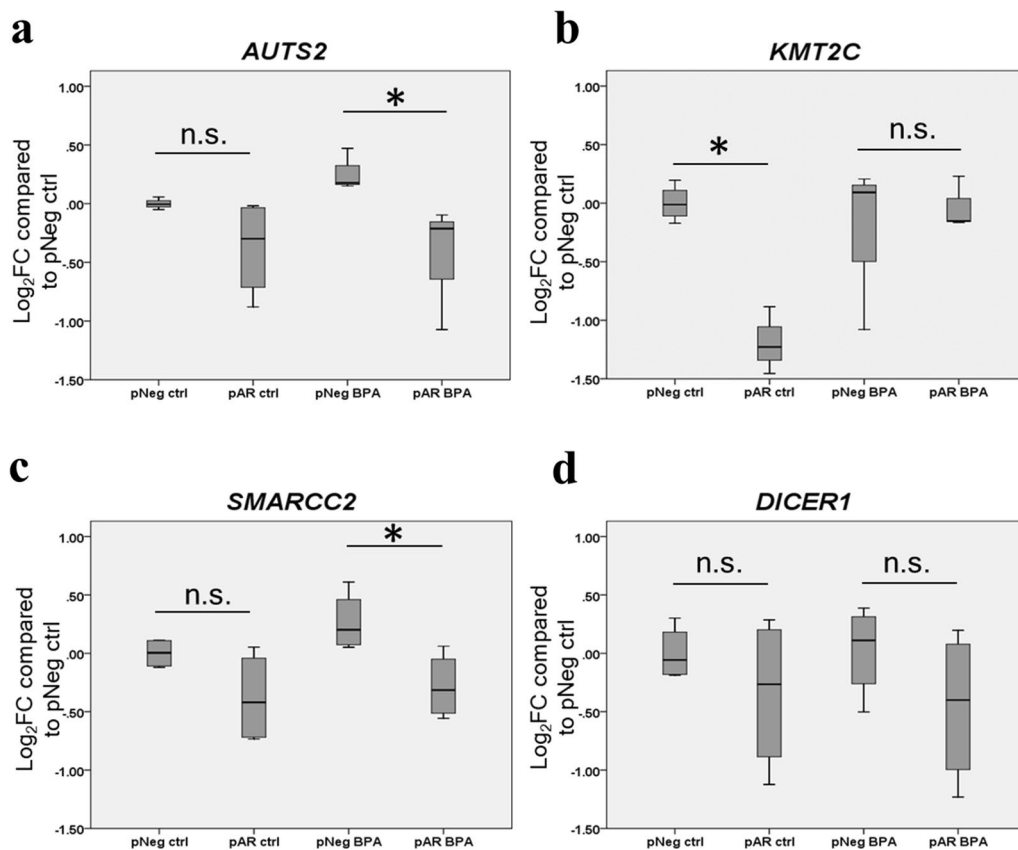 a
AUTS2
Log₂FC compared
to pNeg ctrl
1.00
.50
.00
-.50
-1.00
-1.50
n.s.
*
pNeg ctrl pAR ctrl pNeg BPA pAR BPA
b
KMT2C
Log₂FC compared
to pNeg ctrl
1.00
.50
.00
-.50
-1.00
-1.50
*
n.s.
pNeg ctrl pAR ctrl pNeg BPA pAR BPA
c
SMARCC2
Log₂FC compared
to pNeg ctrl
1.00
.50
.00
-.50
-1.00
-1.50
n.s.
*
pNeg ctrl pAR ctrl pNeg BPA pAR BPA
d
DICER1
Log₂FC compared
to pNeg ctrl
1.00
.50
.00
-.50
-1.00
-1.50
n.s.
n.s.
pNeg ctrl pAR ctrl pNeg BPA pAR BPA